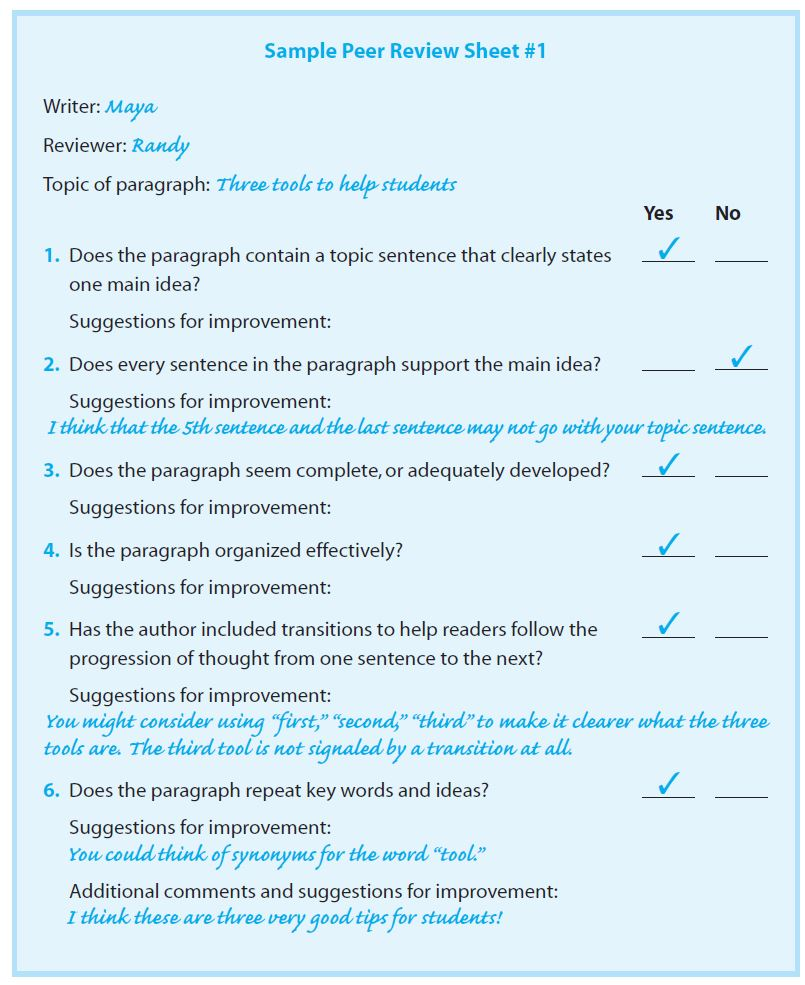 Sample Peer Review Sheet #1
Writer: Maya
Reviewer: Randy
Topic of paragraph: Three tools to help students
Yes No
1. Does the paragraph contain a topic sentence that clearly states ✓
one main idea?
Suggestions for improvement:
2. Does every sentence in the paragraph support the main idea? ✓
Suggestions for improvement:
I think that the 5th sentence and the last sentence may not go with your topic sentence.
3. Does the paragraph seem complete, or adequately developed? ✓
Suggestions for improvement:
4. Is the paragraph organized effectively? ✓
Suggestions for improvement:
5. Has the author included transitions to help readers follow the ✓
progression of thought from one sentence to the next?
Suggestions for improvement:
You might consider using “first,” “second,” “third” to make it clearer what the three
tools are. The third tool is not signaled by a transition at all.
6. Does the paragraph repeat key words and ideas? ✓
Suggestions for improvement:
You could think of synonyms for the word “tool.”
Additional comments and suggestions for improvement:
I think these are three very good tips for students!